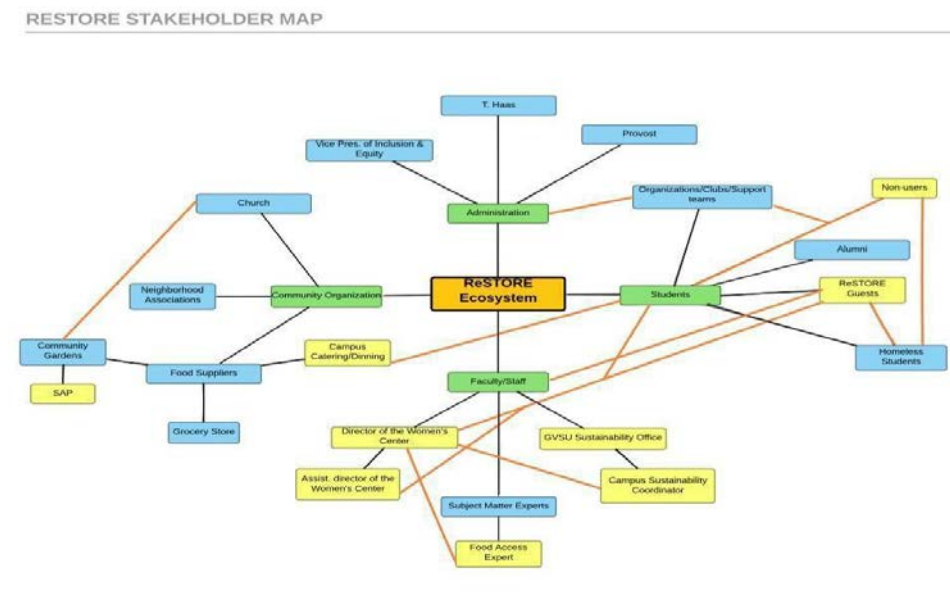 RESTORE STAKEHOLDER MAP
T. Haas
Provost
Vice Pres. of Inclusion &
Equity
Non-users
Organizations/Clubs/Support
teams
Church
Administration
Alumni
Neighborhood
Associations
Community Organization
ReSTORE
Ecosystem
Students
ReSTORE
Guests
Community
Gardens
Campus
Catering/Dinning
Homeless
Students
Food Suppliers
Faculty/Staff
SAP
Grocery Store
Director of the Women's
Center
GVSU Sustainability Office
Assist. director of the
Women's Center
Campus Sustainability
Coordinator
Subject Matter Experts
Food Access
Expert